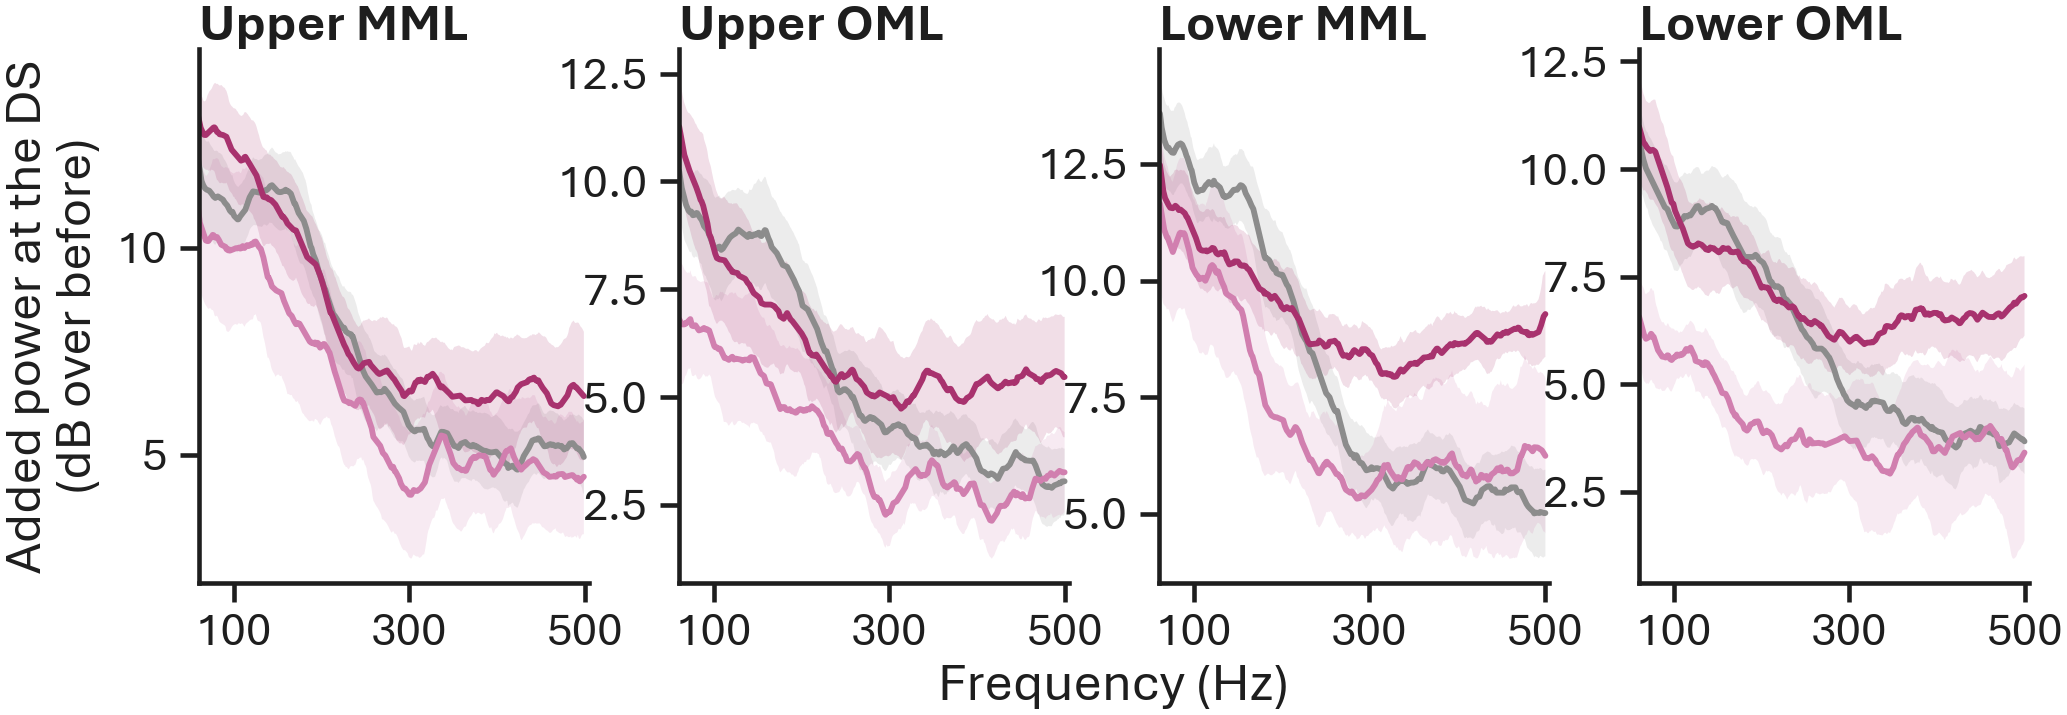 Upper MML
Upper OML
Lower MML
Lower OML
Added power at the DS
(dB over before)
10
5
12.5
10.0
7.5
5.0
2.5
12.5
10.0
7.5
5.0
12.5
10.0
7.5
5.0
2.5
100 300 500
100 300 500
100 300 500
100 300 500
Frequency (Hz)